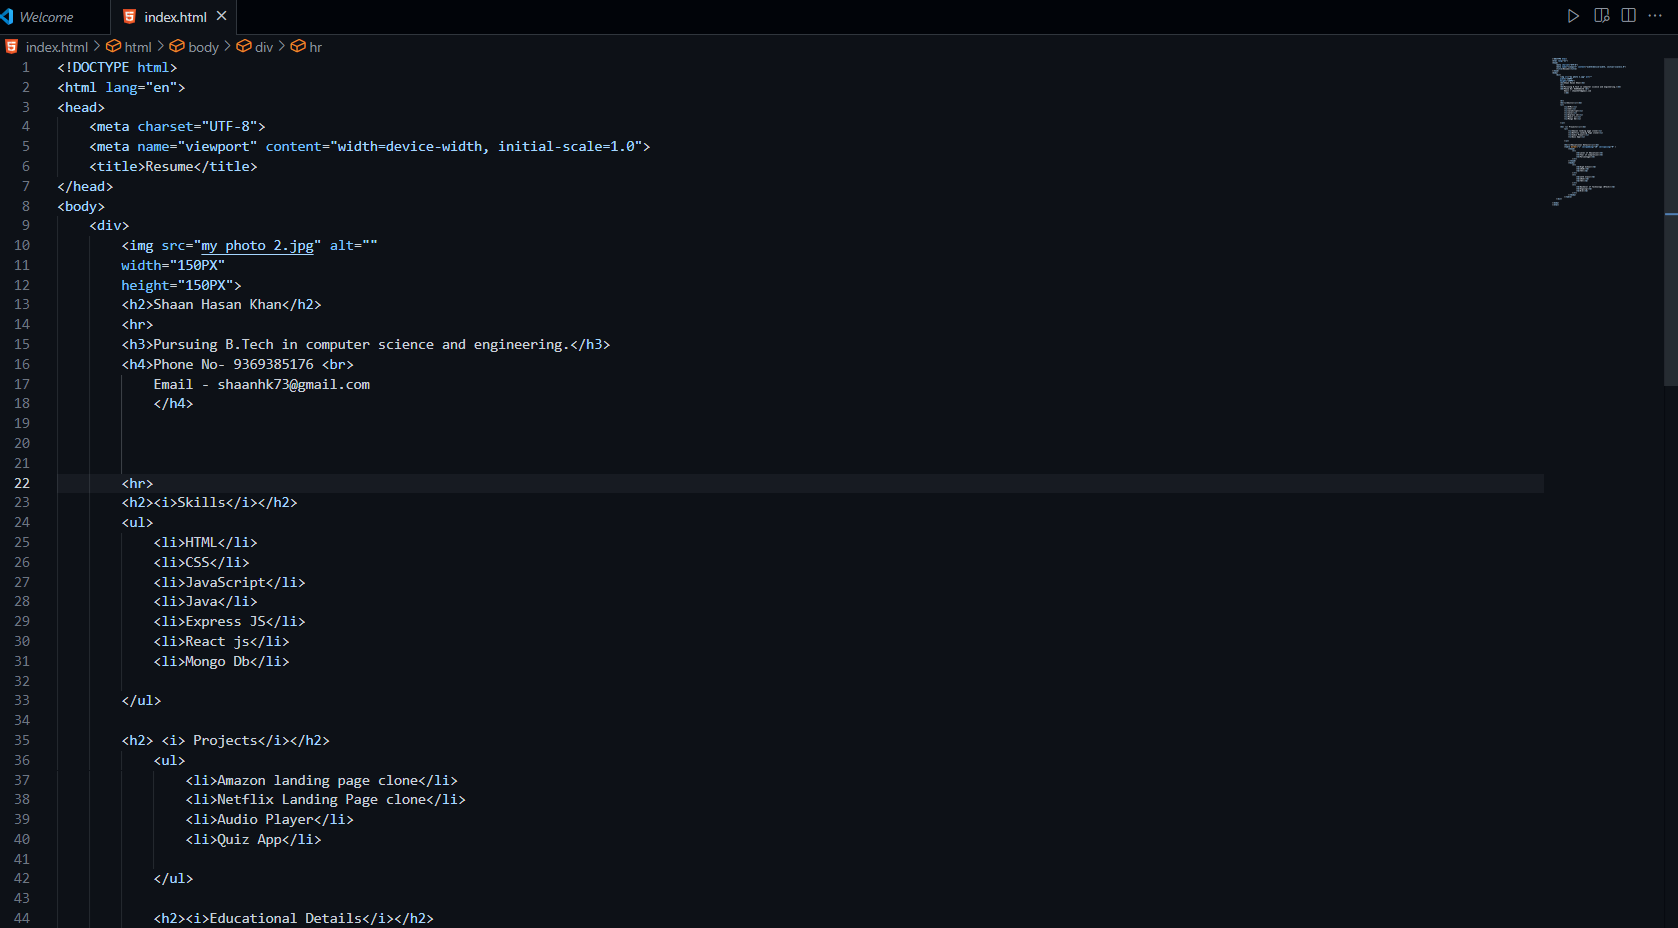 Welcome
index.html
index.html > html > body > div > hr
1 <!DOCTYPE html>
2 <html lang="en">
3 <head>
4 <meta charset="UTF-8">
5 <meta name="viewport" content="width=device-width, initial-scale=1.0">
6 <title>Resume</title>
7 </head>
8 <body>
9 <div>
10 <img src="my photo 2.jpg" alt=""
11 width="150PX"
12 height="150PX">
13 <h2>Shaan Hasan Khan</h2>
14 <hr>
15 <h3>Pursuing B.Tech in computer science and engineering.</h3>
16 <h4>Phone No- 9369385176 <br>
17 Email - shaanhk73@gmail.com
18 </h4>
19
20
21
22 <hr>
23 <h2><i>Skills</i></h2>
24 <ul>
25 <li>HTML</li>
26 <li>CSS</li>
27 <li>JavaScript</li>
28 <li>Java</li>
29 <li>Express JS</li>
30 <li>React js</li>
31 <li>Mongo Db</li>
32
33 </ul>
34
35 <h2> <i> Projects</i></h2>
36 <ul>
37 <li>Amazon landing page clone</li>
38 <li>Netflix Landing Page clone</li>
39 <li>Audio Player</li>
40 <li>Quiz App</li>
41
42 </ul>
43
44 <h2><i>Educational Details</i></h2>